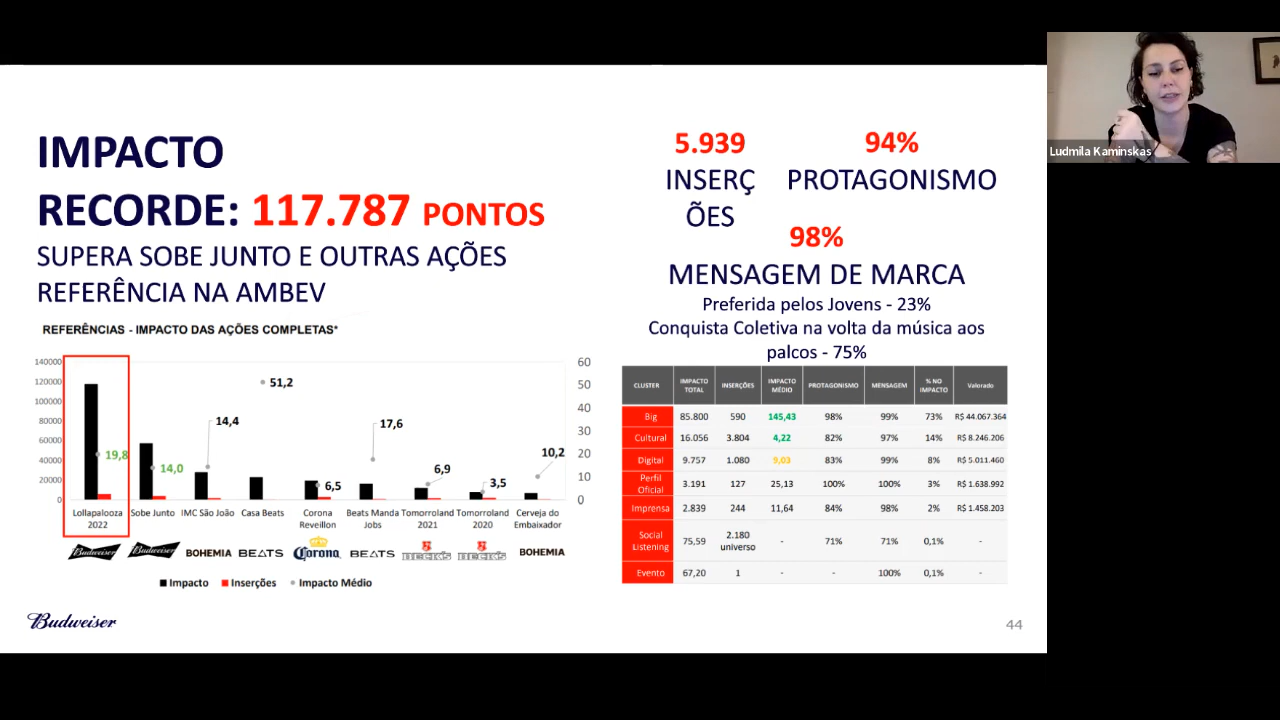 IMPACTO
RECORDE: 117.787 PONTOS
SUPERA SOBE JUNTO E OUTRAS AÇÕES
REFERÊNCIA NA AMBEV
REFERÊNCIAS - IMPACTO DAS AÇÕES COMPLETAS*
140000
120000
100000
80000
60000
40000
20000
0
60
50
40
30
20
10
0
19,8
14,0
14,4
51,2
6,5
17,6
6,9
3,5
10,2
Lollapalooza 2022
Sobe Junto
IMC São João
Casa Beats
Corona Reveillon
Beats Manda Jobs
Tomorroland 2021
Tomorroland 2020
Cerveja do Embaixador
Budweiser
Budweiser
BOHEMIA
BEATS
Corona
BEATS
BECK'S
BECK'S
BOHEMIA
Impacto Inserções Impacto Médio
Budweiser
5.939
INSERÇ
ÕES
94%
PROTAGONISMO
98%
MENSAGEM DE MARCA
Preferida pelos Jovens - 23%
Conquista Coletiva na volta da música aos
palcos - 75%
CLUSTER IMPACTO TOTAL INSERÇÕES IMPACTO MÉDIO PROTAGONISMO MENSAGEM % NO IMPACTO Valorado
Big 85.800 590 145,43 98% 99% 73% R$ 44.067.364
Cultural 16.056 3.804 4,22 82% 97% 14% R$ 8.246.206
Digital 9.757 1.080 9,03 83% 99% 8% R$ 5.011.460
Perfil Oficial 3.191 127 25,13 100% 100% 3% R$ 1.638.992
Imprensa 2.839 244 11,64 84% 98% 2% R$ 1.458.203
Social Listening 75,59 2.180 universo - 71% 71% 0,1% -
Evento 67,20 1 - - 100% 0,1% -
44
Ludmila Kaminskas